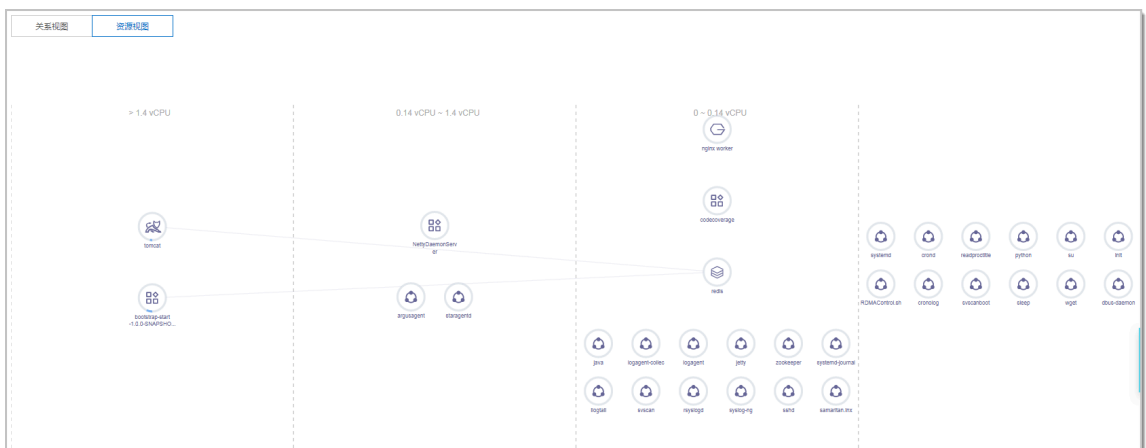 关系视图
资源视图
> 1.4 vCPU
0.14 vCPU ~ 1.4 vCPU
0 ~ 0.14 vCPU
nginx worker
codecoverage
tomcat
NettyDaemonServ
er
redis
systemd
crond
readproctitle
python
su
init
bootstrap-start
-1.0.0-SNAPSHO...
argusagent
staragentd
RDMAControl.sh
cronolog
svscanboot
sleep
wget
dbus-daemon
java
logagent-collec
logagent
jetty
zookeeper
systemd-journal
ilogtail
svscan
rsyslogd
syslog-ng
sshd
samaritan.lns